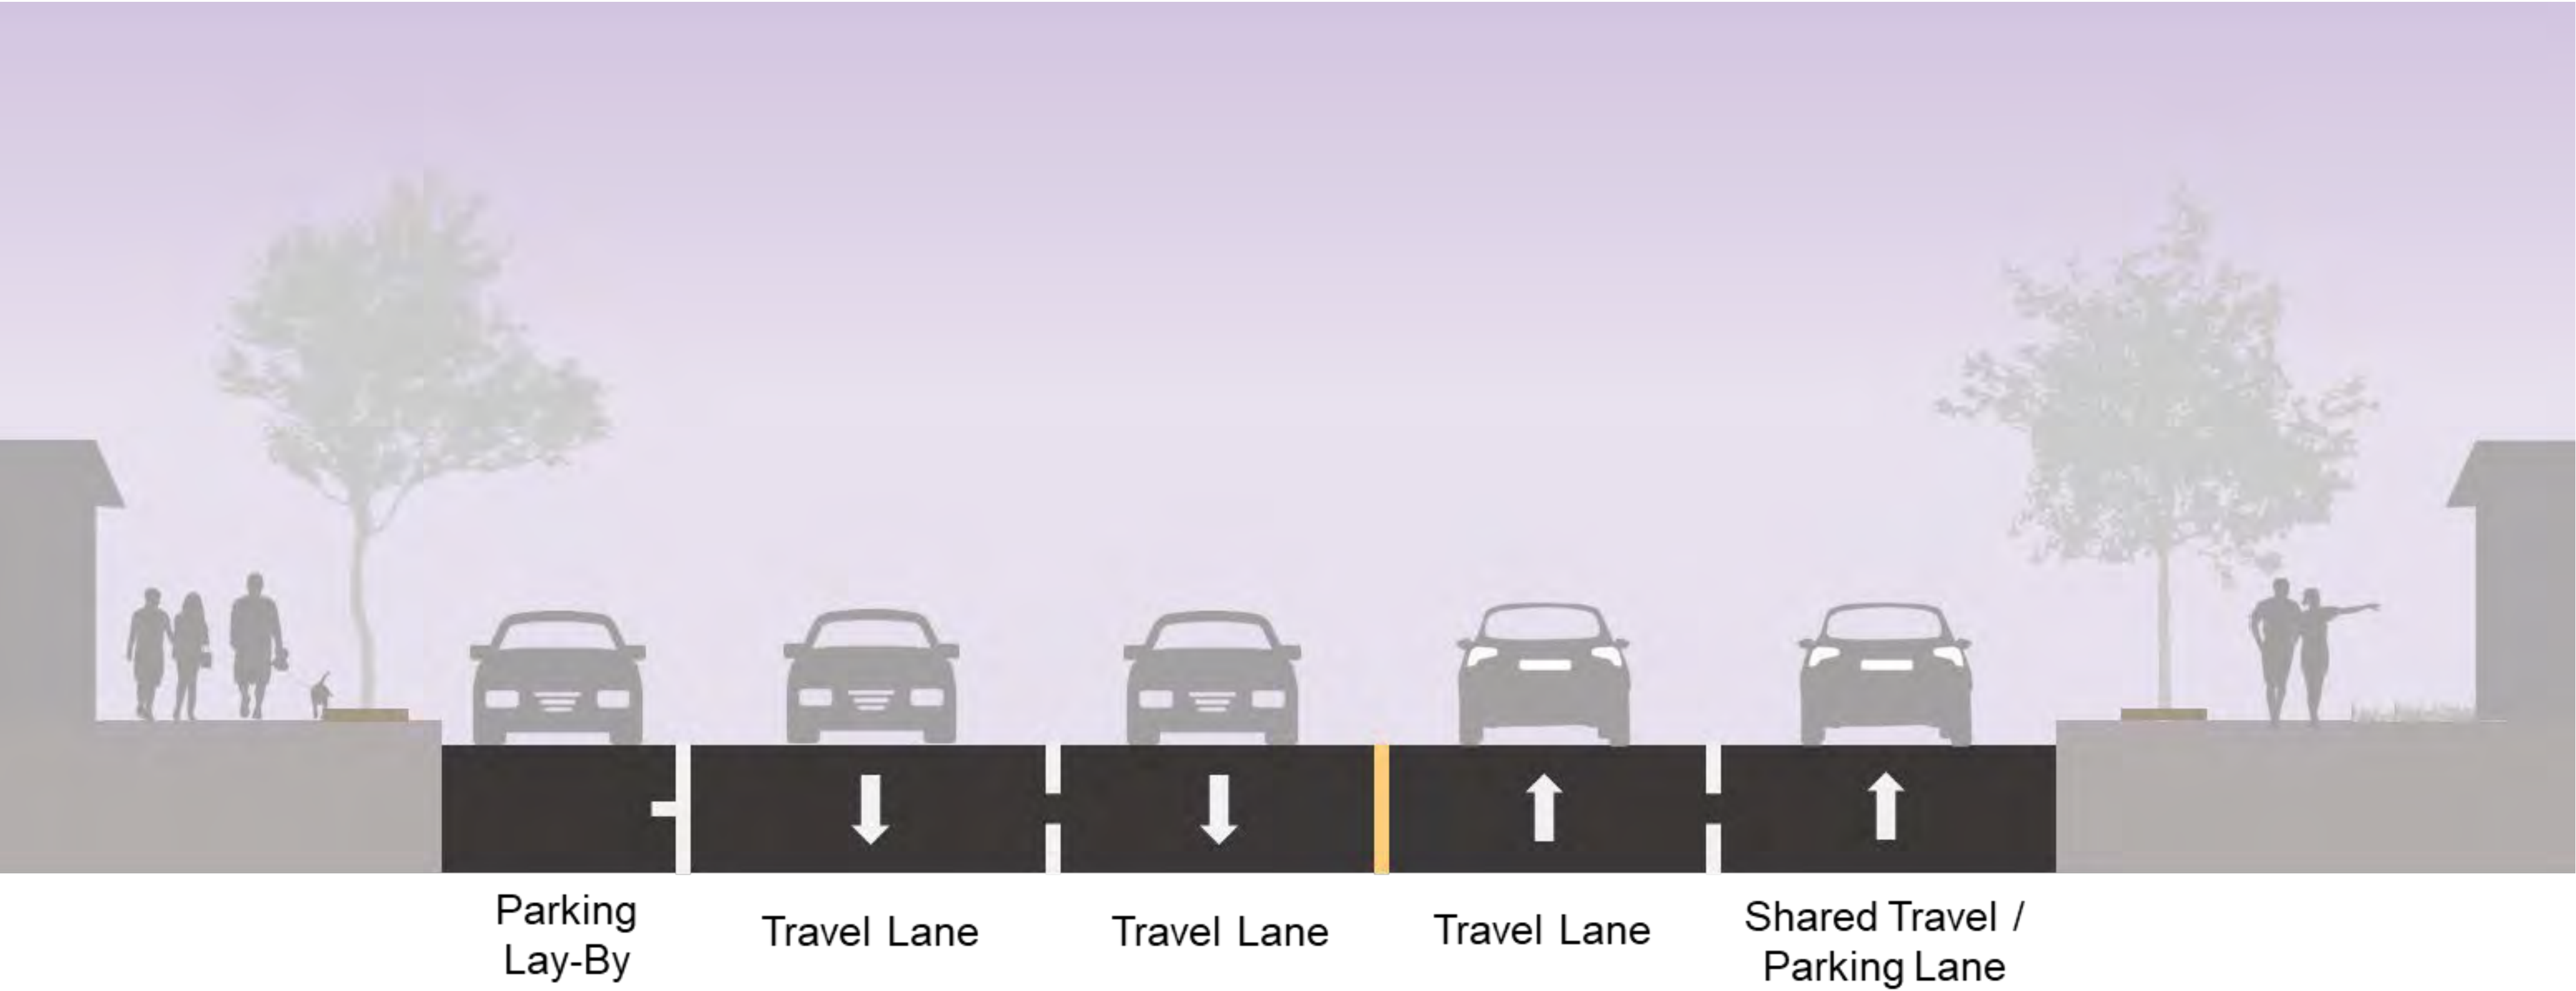 Parking
Lay-By
Travel Lane
Travel Lane
Travel Lane
Shared Travel /
Parking Lane